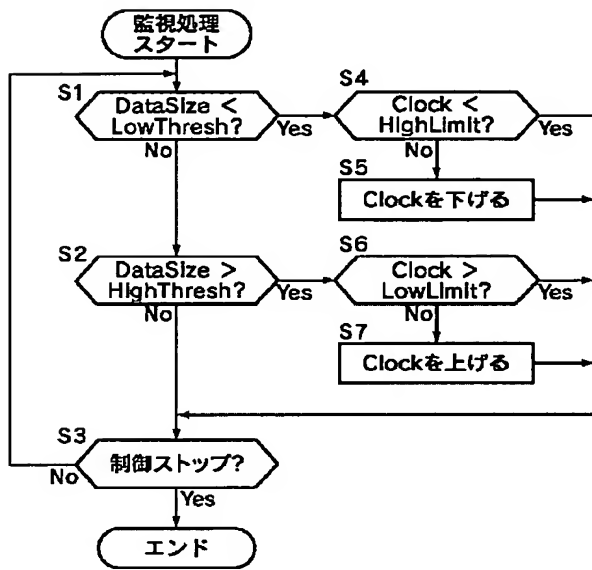 監視処理
スタート
S1
DataSize <
LowThresh?
Yes
No
S4
Clock <
HighLimit?
Yes
No
S5
Clockを下げる
S2
DataSize >
HighThresh?
Yes
No
S6
Clock >
LowLimit?
Yes
No
S7
Clockを上げる
S3
制御ストップ?
No
Yes
エンド